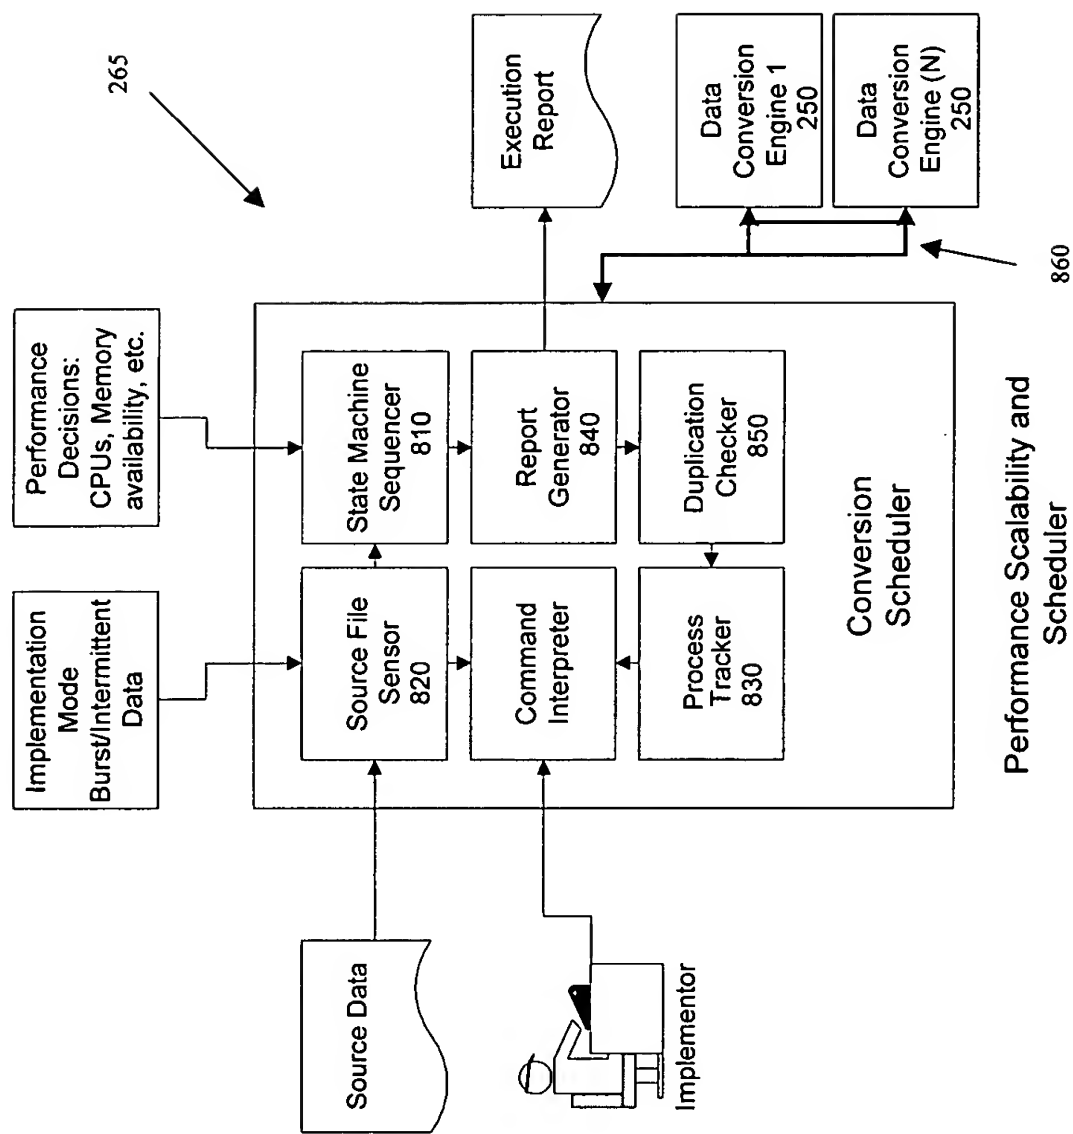 265
Implementation
Mode
Burst/Intermittent
Data
Performance
Decisions:
CPUs, Memory
availability, etc.
Source Data
Source File
Sensor
820
State Machine
Sequencer
810
Execution
Report
Implementor
Command
Interpreter
Report
Generator
840
Process
Tracker
830
Duplication
Checker
850
Data
Conversion
Engine 1
250
Data
Conversion
Engine (N)
250
860
Conversion
Scheduler
Performance Scalability and
Scheduler